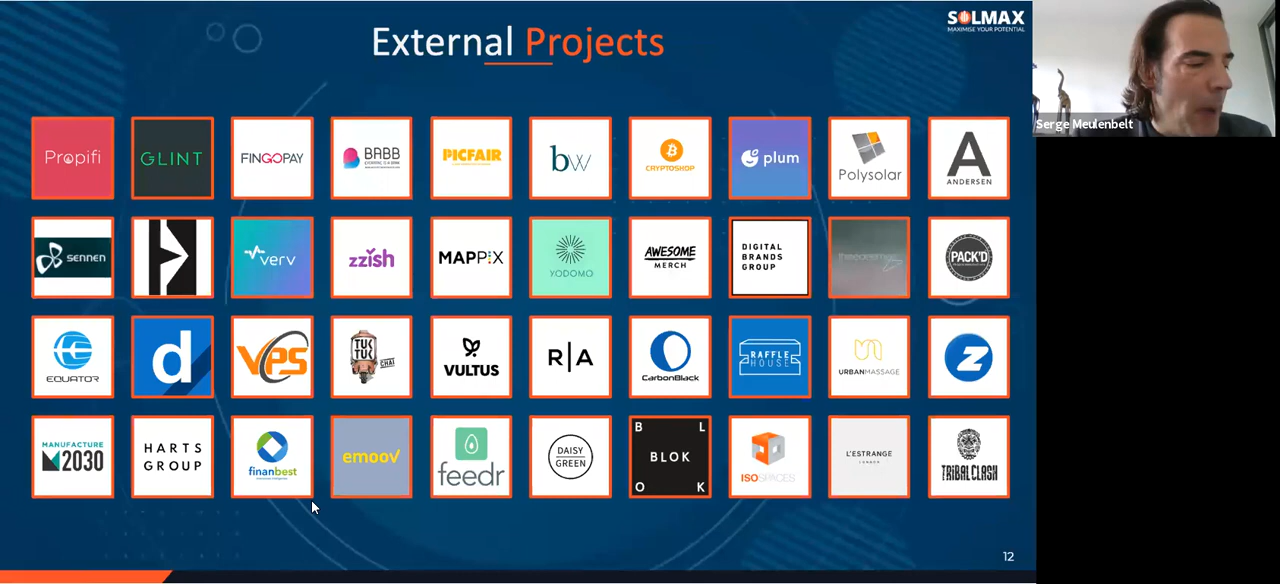 SOLMAX
MAXIMISE YOUR POTENTIAL
External Projects
Serge Meulenbelt
Propifi
GLINT
FINGOPAY
BABB
PICFAIR
bw
CRYPTOSHOP
plum
Polysolar
A
ANDERSEN
SENNEN
verv
zzish
MAPPIX
YODOMO
AWESOME
MERCH
DIGITAL
BRANDS
GROUP
PACK'D
EQUATOR
d
VPS
TUK
TUK
CHAI
VULTUS
R|A
CarbonBlack
RAFFLE
HOUSE
URBANMASSAGE
Z
MANUFACTURE
2030
HARTS
GROUP
finanbest
emoov
feedr
DAISY
GREEN
B L
BLOK
O K
ISOSPACES
L'ESTRANGE
LONDON
TRIBAL CLASH
12